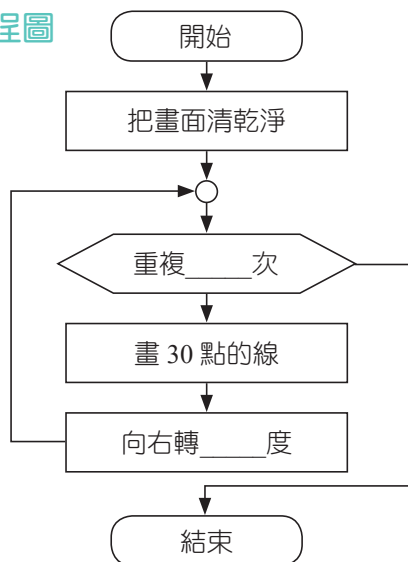 程圖
開始
把畫面清乾淨
重複_____次
畫 30 點的線
向右轉_____度
結束